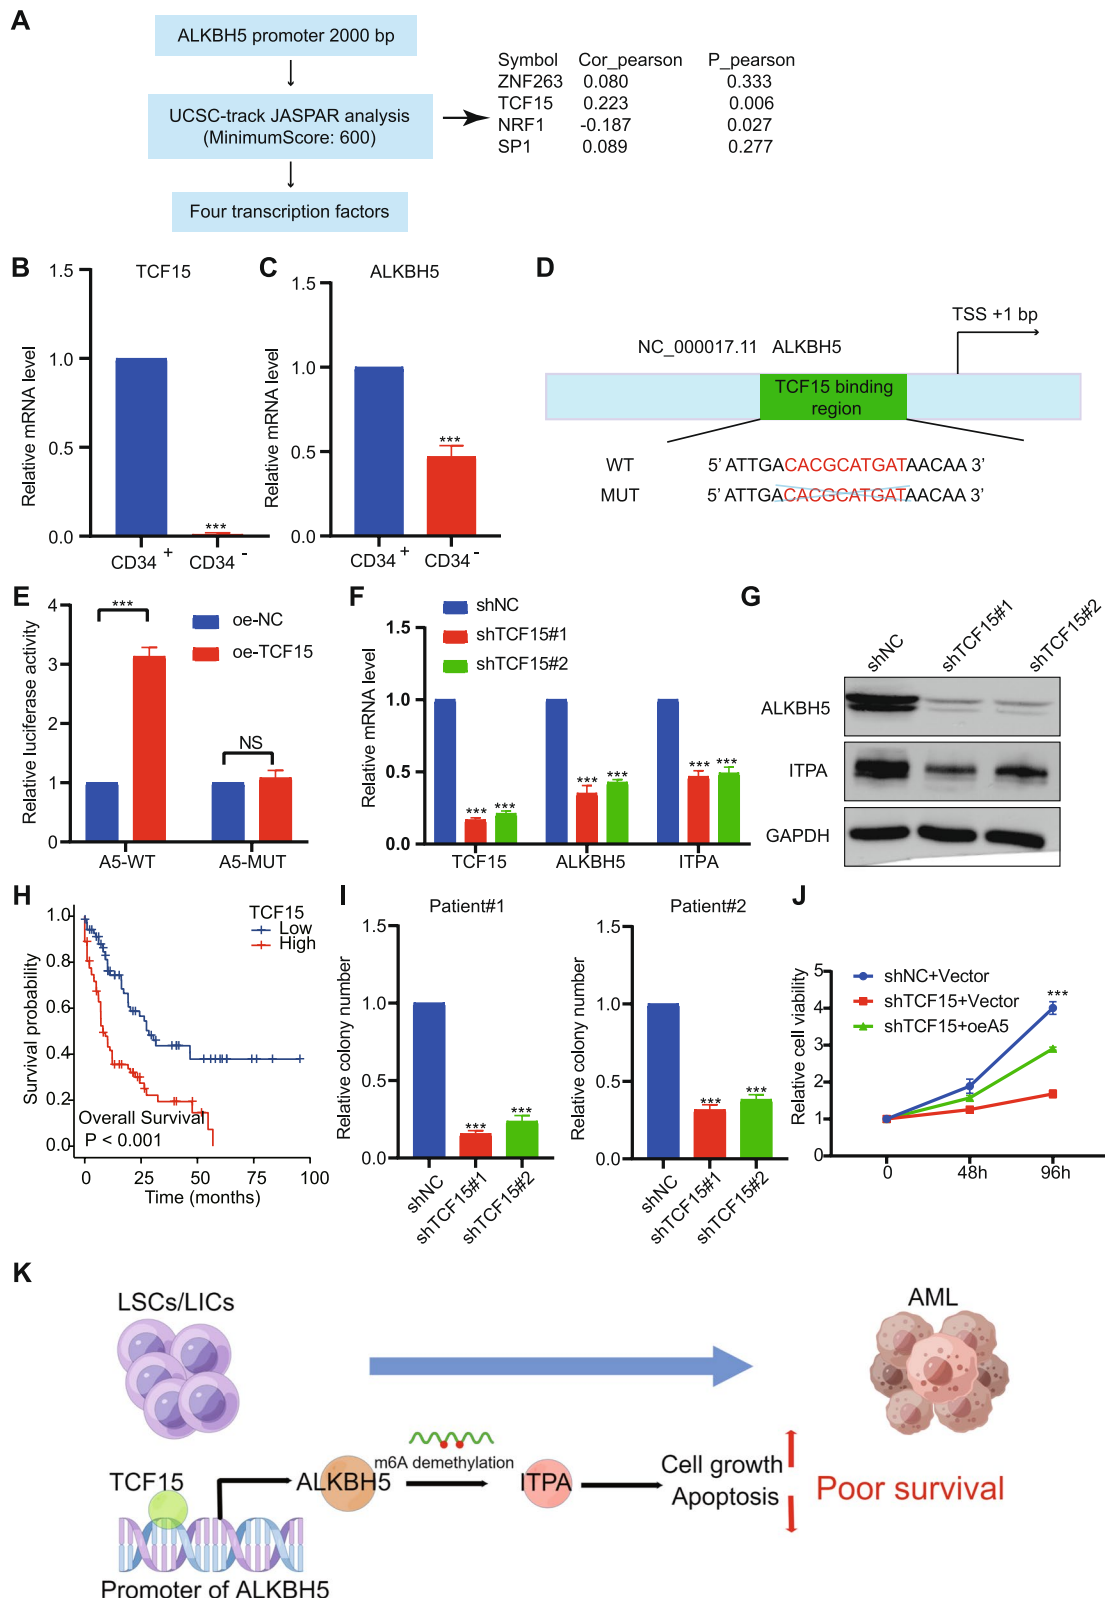 A
ALKBH5 promoter 2000 bp
UCSC-track JASPAR analysis
(MinimumScore: 600)
Four transcription factors
Symbol Cor_pearson P_pearson
ZNF263 0.080 0.333
TCF15 0.223 0.006
NRF1 -0.187 0.027
SP1 0.089 0.277
B
TCF15
Relative mRNA level
1.5
1.0
0.5
0.0
***
CD34 + CD34 -
C
ALKBH5
Relative mRNA level
1.5
1.0
0.5
0.0
***
CD34 + CD34 -
D
TSS +1 bp
NC_000017.11 ALKBH5
TCF15 binding
region
WT 5' ATTGACACGCATGATAACAA 3'
MUT 5' ATTGACACGCATGATAACAA 3'
E
Relative luciferase activity
4
3
2
1
0
***
NS
oe-NC
oe-TCF15
A5-WT A5-MUT
F
shNC
shTCF15#1
shTCF15#2
Relative mRNA level
1.5
1.0
0.5
0.0
*** ***
*** ***
*** ***
TCF15 ALKBH5 ITPA
G
shNC shTCF15#1 shTCF15#2
ALKBH5
ITPA
GAPDH
H
TCF15
Low
High
Survival probability
1.0
0.8
0.6
0.4
0.2
0.0
Overall Survival
P < 0.001
0 25 50 75 100
Time (months)
I
Patient#1
Relative colony number
1.5
1.0
0.5
0.0
*** ***
shNC shTCF15#1 shTCF15#2
Patient#2
Relative colony number
1.5
1.0
0.5
0.0
*** ***
shNC shTCF15#1 shTCF15#2
J
shNC+Vector
shTCF15+Vector
shTCF15+oeA5
***
Relative cell viability
5
4
3
2
1
0
0 48h 96h
K
LSCs/LICs
AML
TCF15
ALKBH5
m6A demethylation
ITPA
Cell growth
Apoptosis
Poor survival
Promoter of ALKBH5